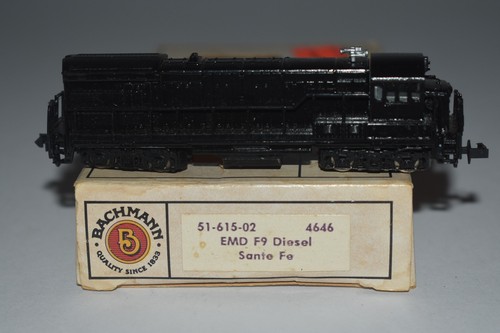 BACHMANN
B
QUALITY SINCE 1833
51-615-02 4646
EMD F9 Diesel
Sante Fe